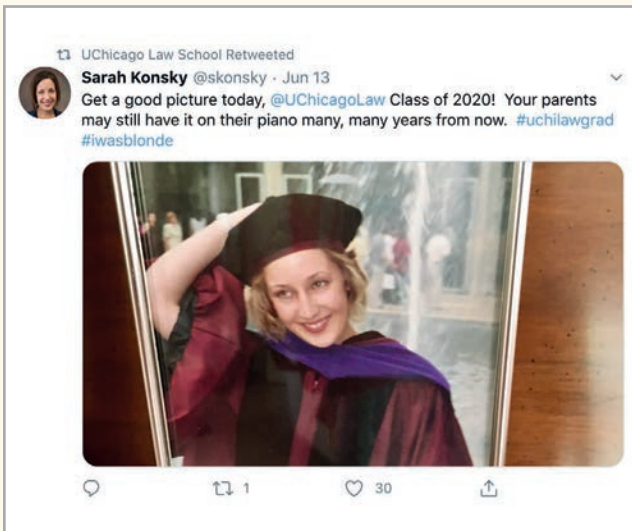 UChicago Law School Retweeted
Sarah Konsky @skonsky · Jun 13
Get a good picture today, @UChicagoLaw Class of 2020! Your parents
may still have it on their piano many, many years from now. #uchilawgrad
#iwasblonde
1 30